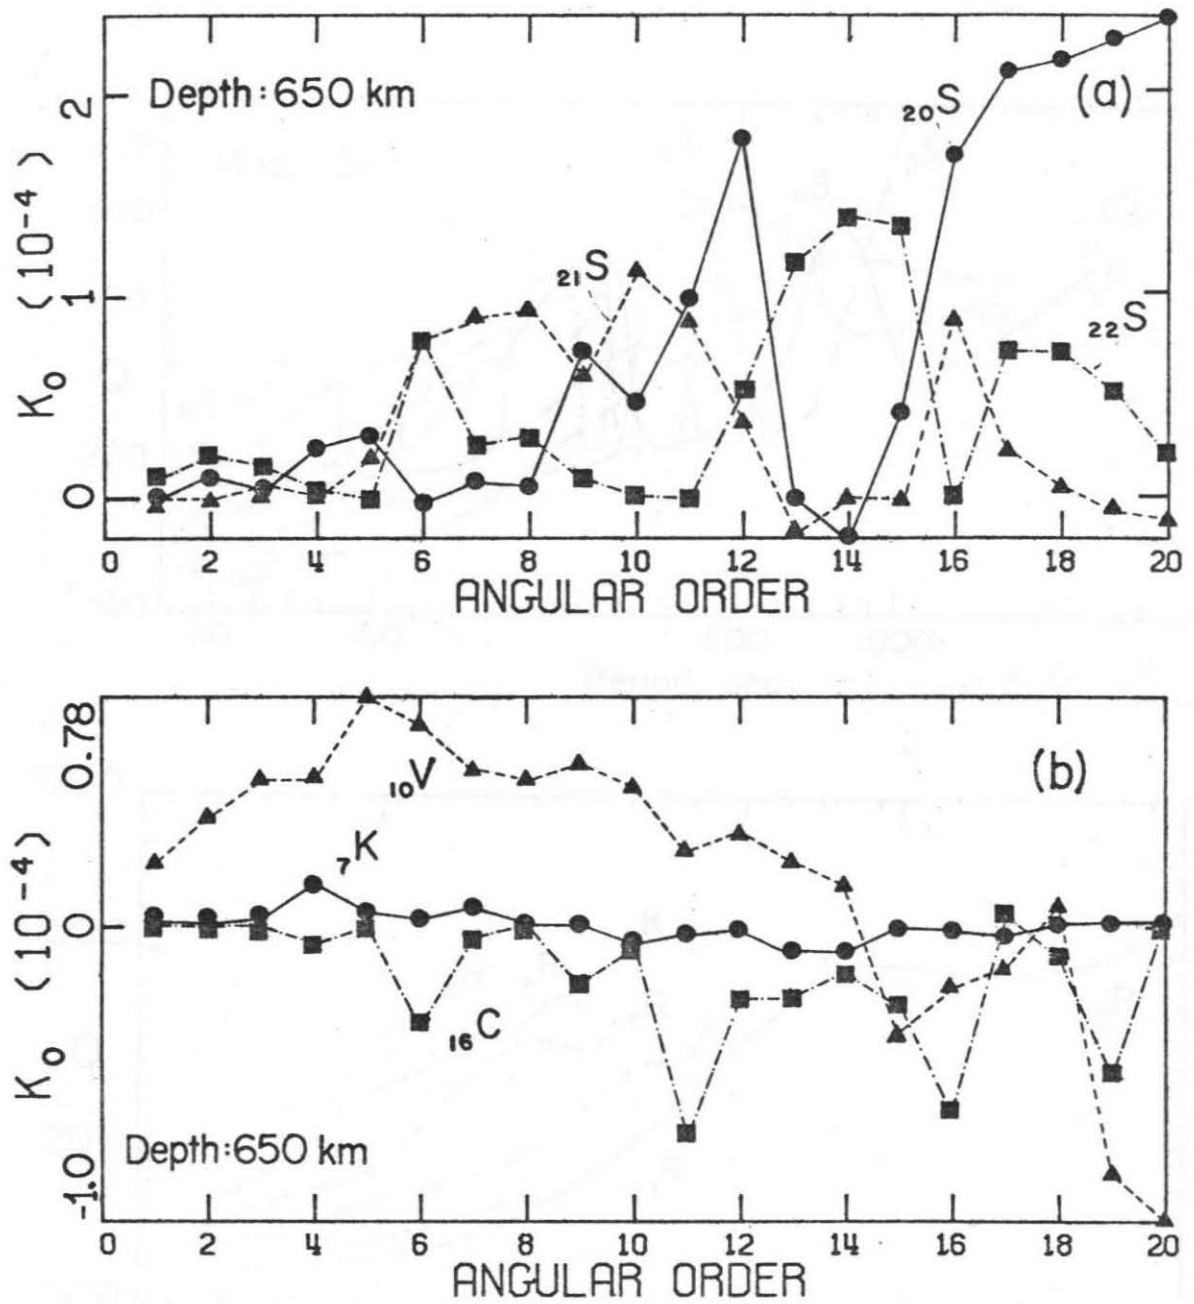 Depth:650 km
(a)
K₀ (10⁻⁴)
2
1
0
₂₀S
₂₁S
₂₂S
0 2 4 6 8 10 12 14 16 18 20
ANGULAR ORDER
(b)
K₀ (10⁻⁴)
0.78
0
-1.0
₁₀V
₇K
₁₆C
Depth:650 km
0 2 4 6 8 10 12 14 16 18 20
ANGULAR ORDER